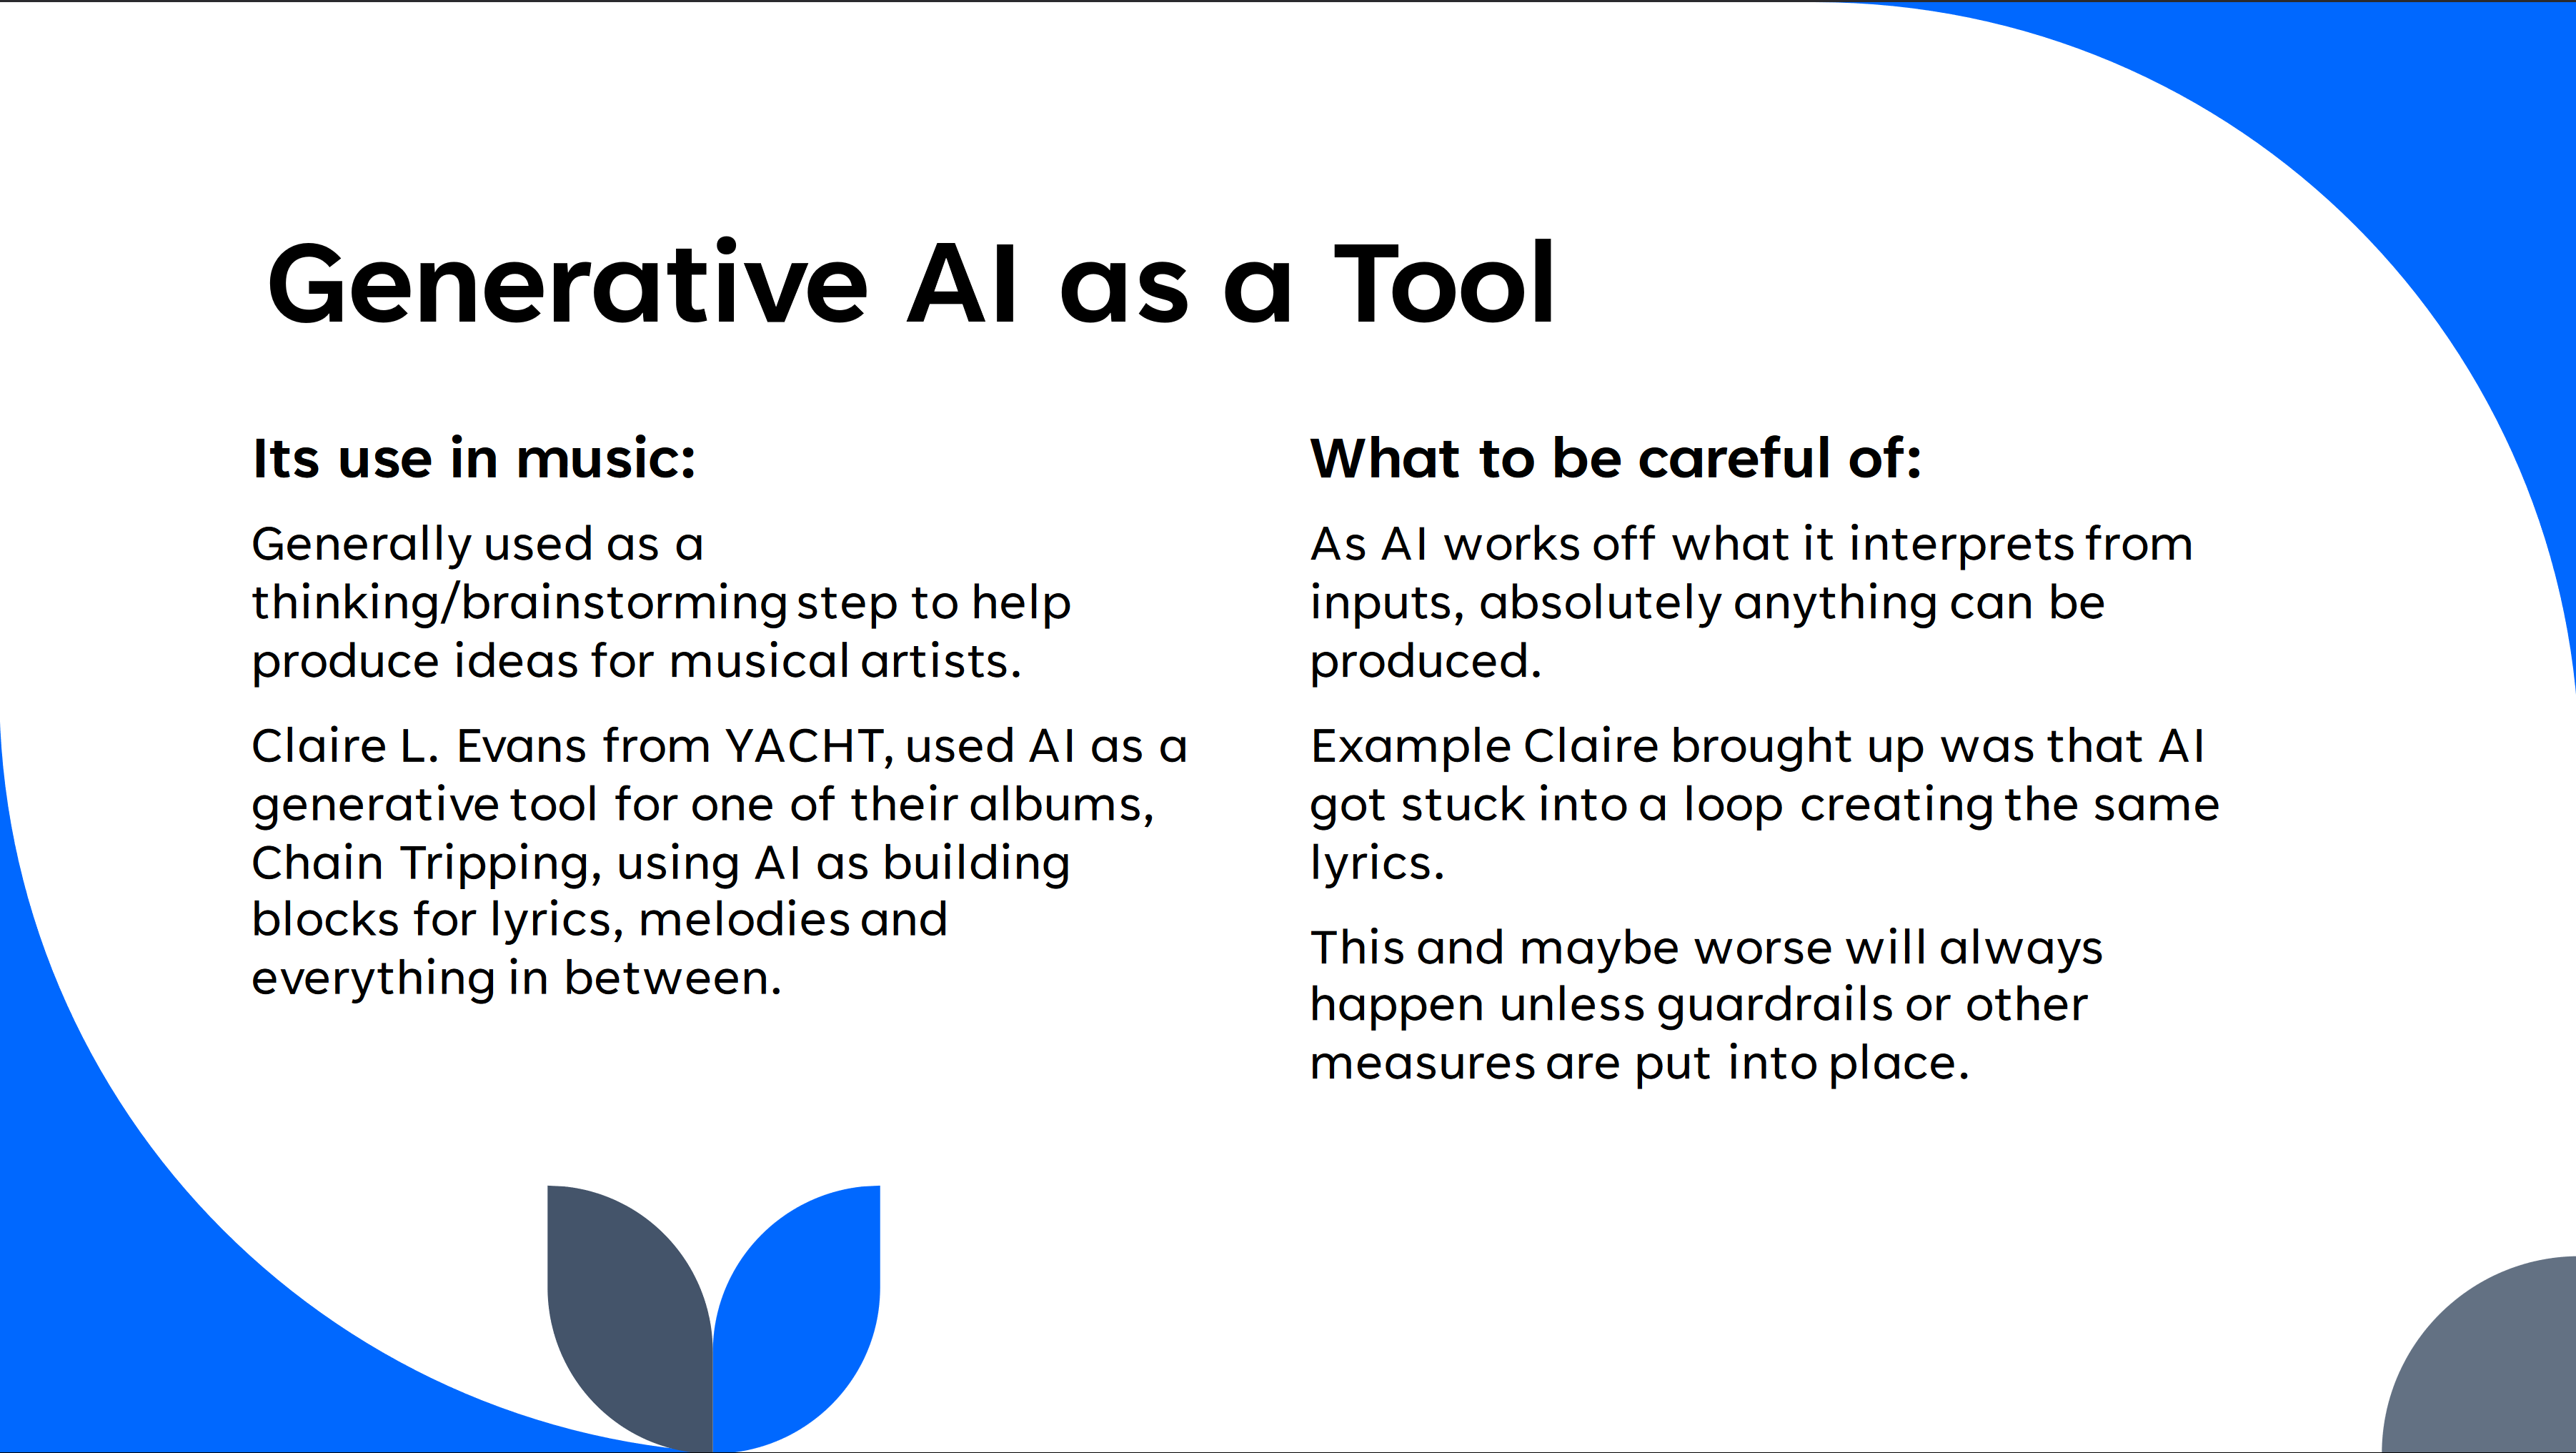 Generative AI as a Tool
Its use in music:
Generally used as a
thinking/brainstorming step to help
produce ideas for musical artists.
Claire L. Evans from YACHT, used AI as a
generative tool for one of their albums,
Chain Tripping, using AI as building
blocks for lyrics, melodies and
everything in between.
What to be careful of:
As AI works off what it interprets from
inputs, absolutely anything can be
produced.
Example Claire brought up was that AI
got stuck into a loop creating the same
lyrics.
This and maybe worse will always
happen unless guardrails or other
measures are put into place.